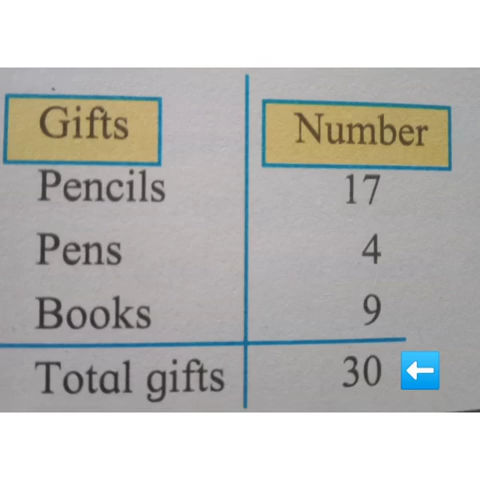 Gifts Number
Pencils 17
Pens 4
Books 9
Total gifts 30